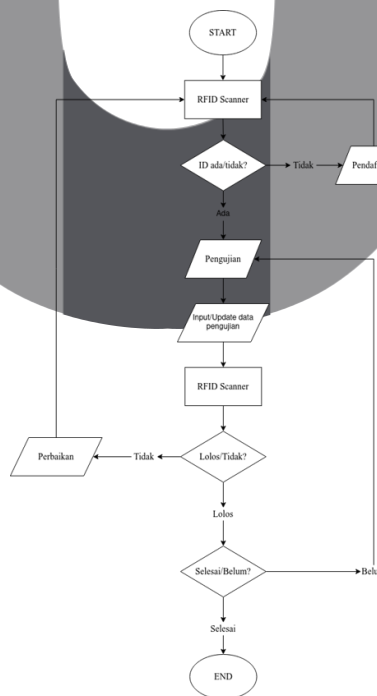 START
RFID Scanner
ID ada/tidak?
Tidak
Ada
Pengujian
Input/Update data
pengujian
RFID Scanner
Perbaikan
Tidak
Lolos/Tidak?
Lolos
Selesai/Belum?
Selesai
END